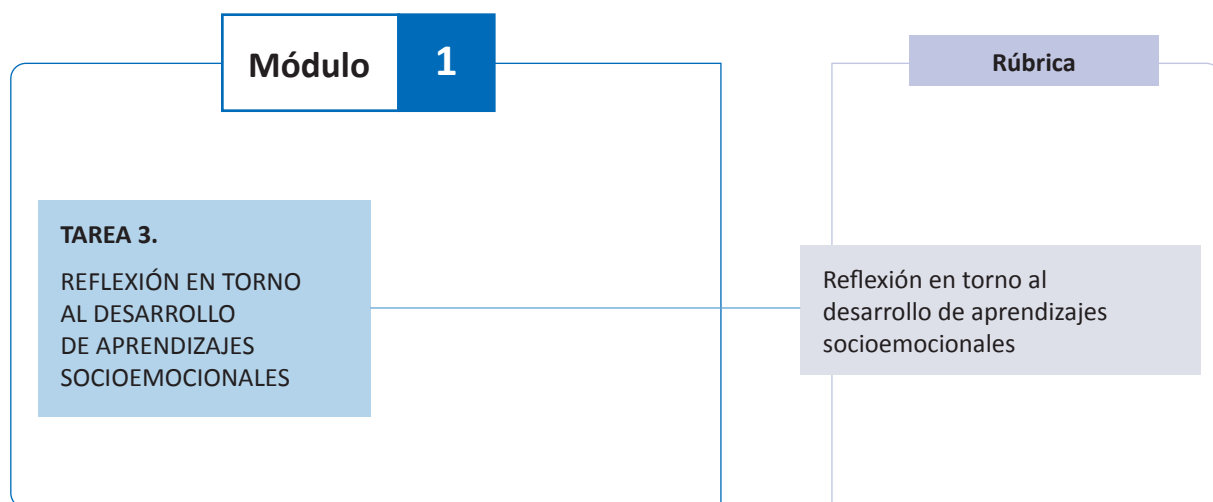 Módulo 1
Rúbrica
TAREA 3.
REFLEXIÓN EN TORNO
AL DESARROLLO
DE APRENDIZAJES
SOCIOEMOCIONALES
Reflexión en torno al
desarrollo de aprendizajes
socioemocionales